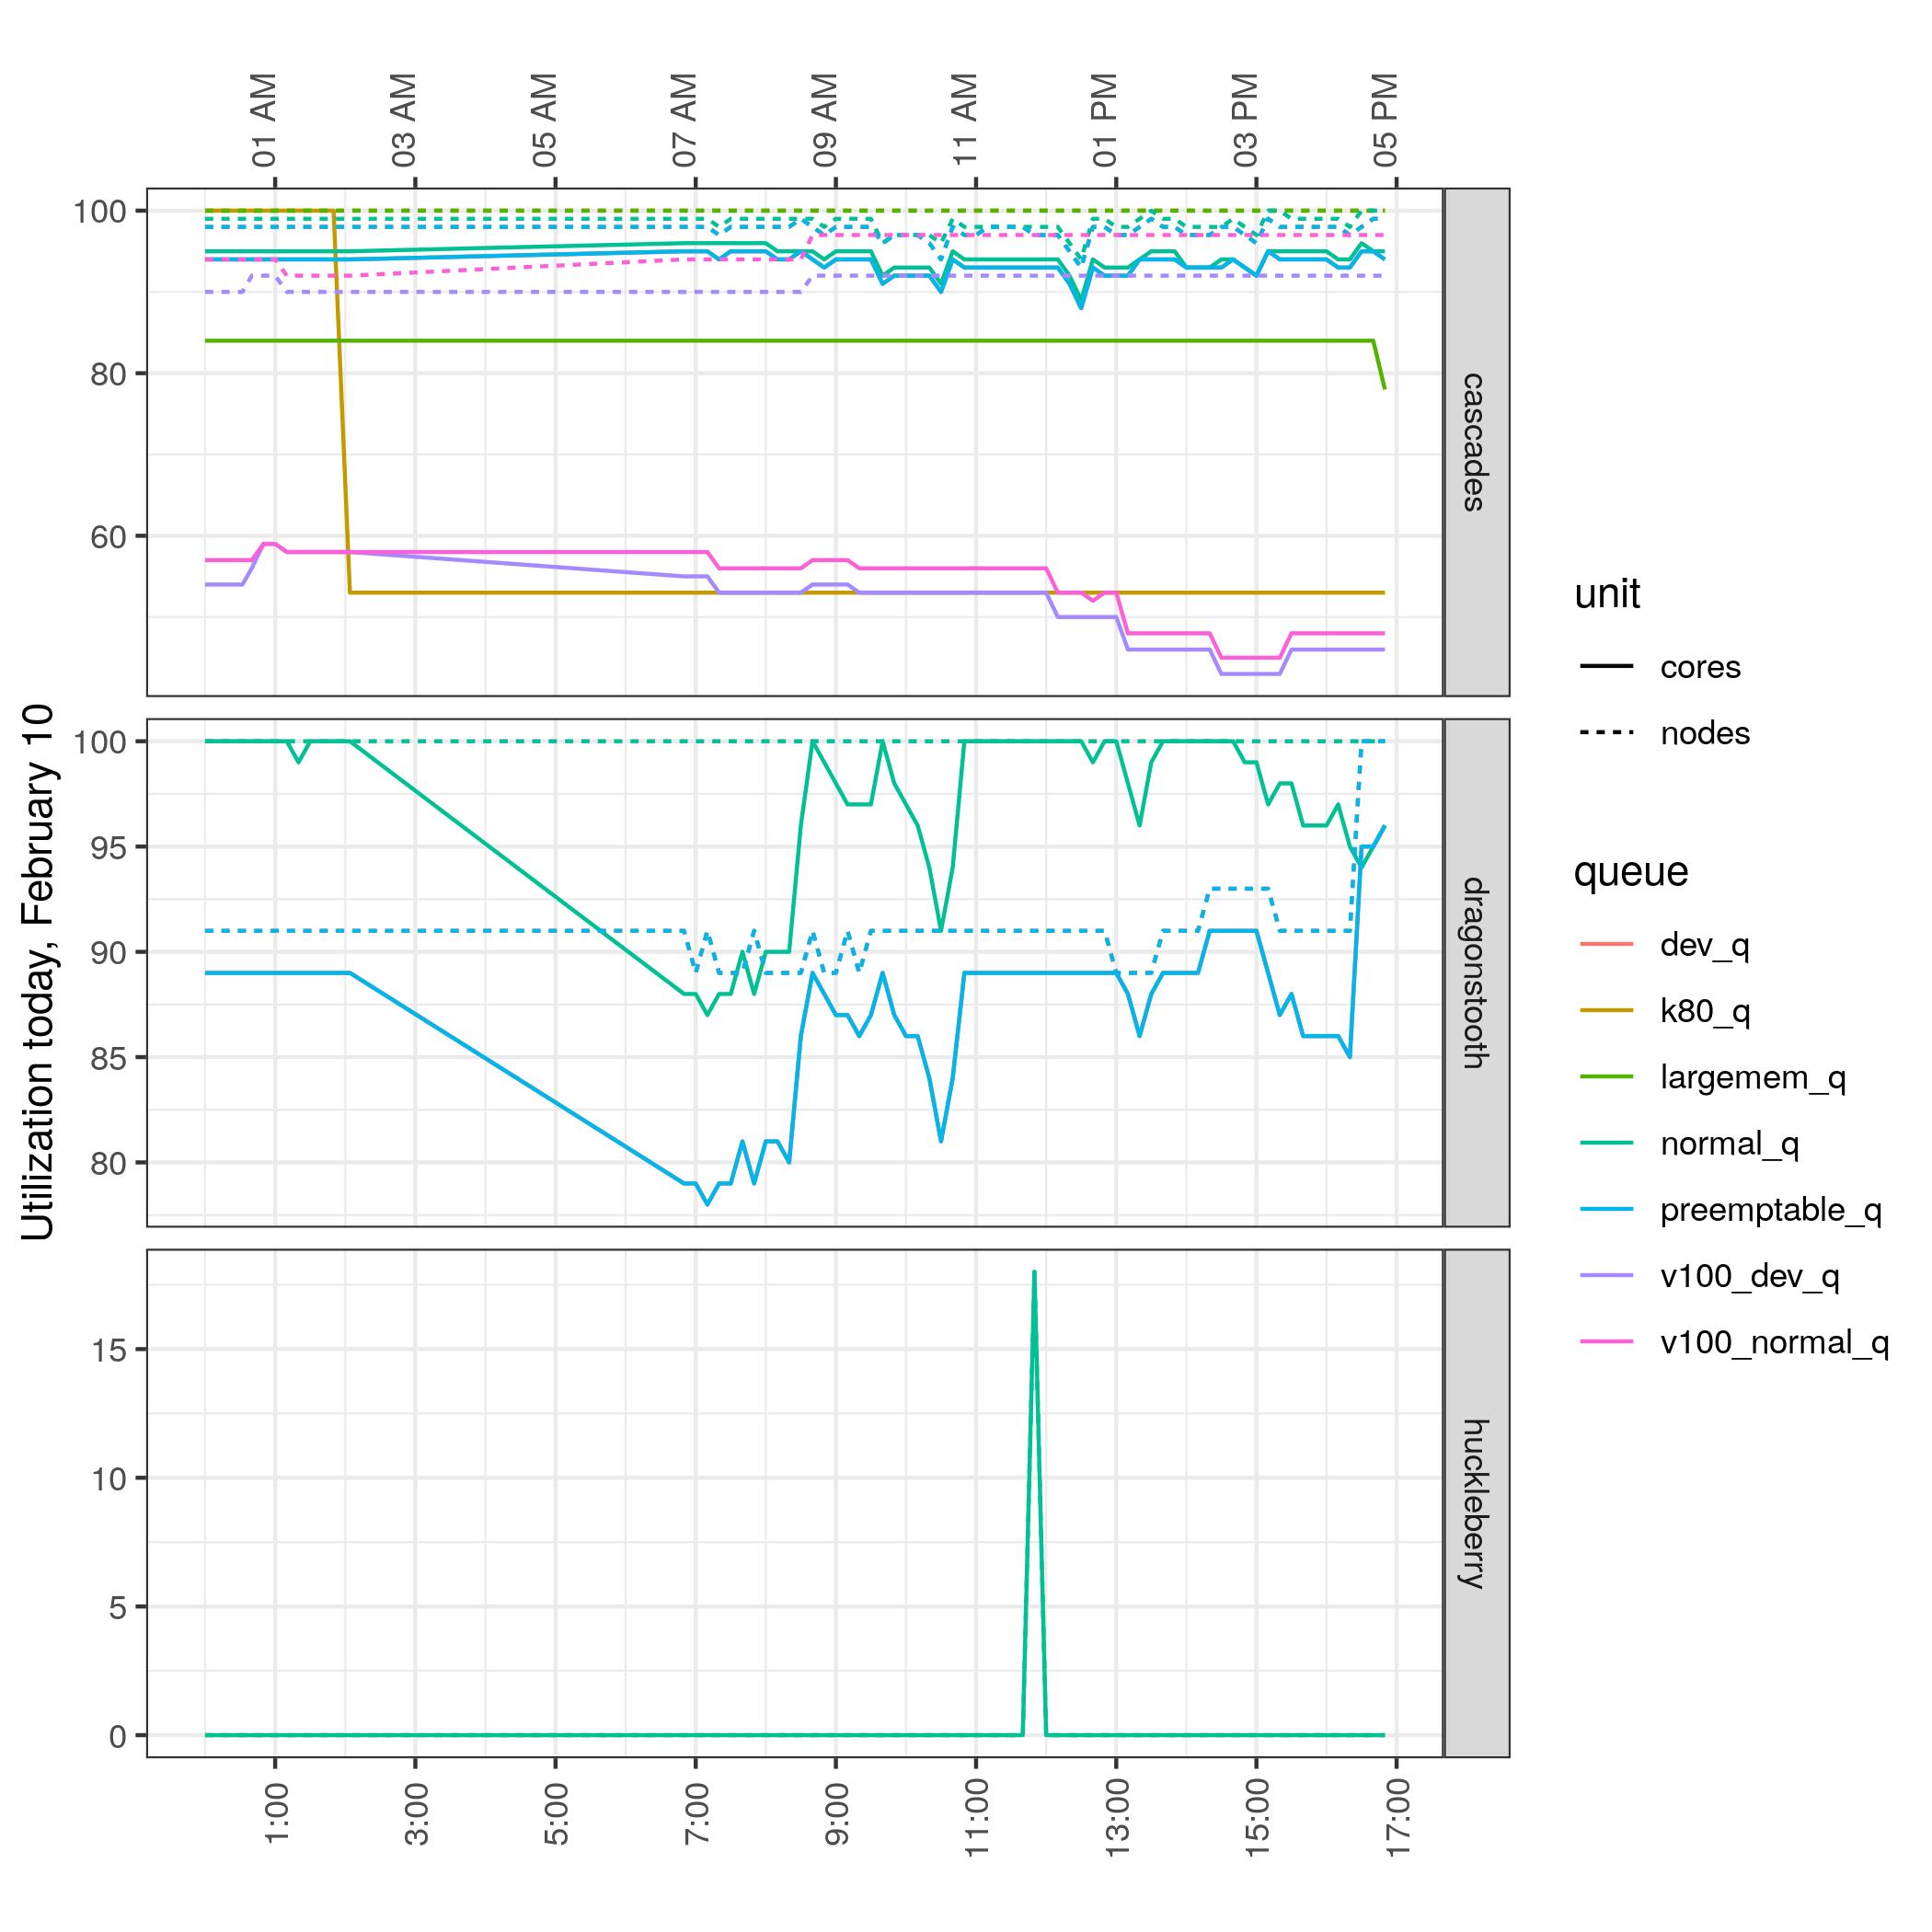 01 AM
03 AM
05 AM
07 AM
09 AM
11 AM
01 PM
03 PM
05 PM
Utilization today, February 10
100
80
60
cascades
100
95
90
85
80
dragonstooth
15
10
5
0
huckleberry
1:00
3:00
5:00
7:00
9:00
11:00
13:00
15:00
17:00
unit
cores
nodes
queue
dev_q
k80_q
largemem_q
normal_q
preemptable_q
v100_dev_q
v100_normal_q